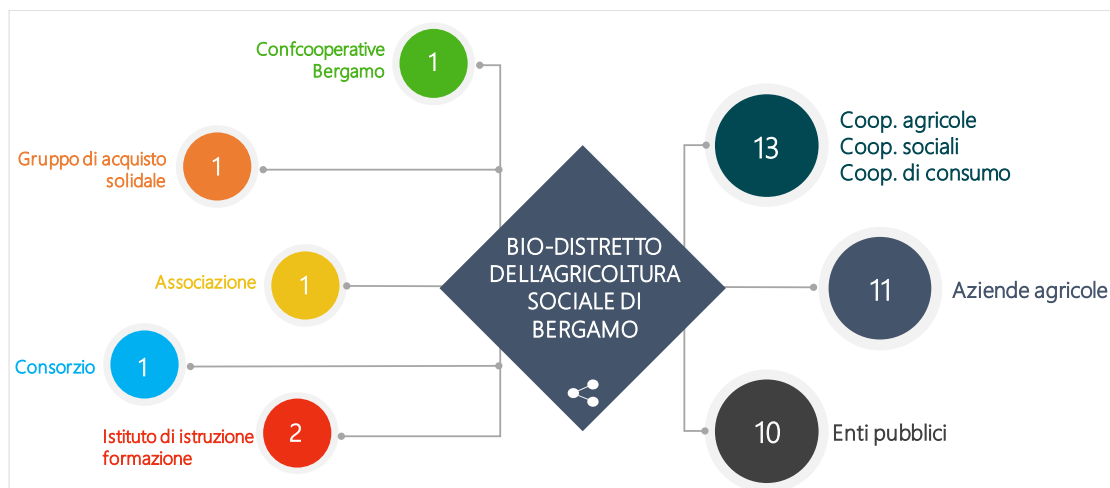 Confcooperative
Bergamo
1
Gruppo di acquisto
solidale
1
Associazione
1
Consorzio
1
Istituto di istruzione
formazione
2
BIO-DISTRETTO
DELL'AGRICOLTURA
SOCIALE DI
BERGAMO
13
Coop. agricole
Coop. sociali
Coop. di consumo
11
Aziende agricole
10
Enti pubblici